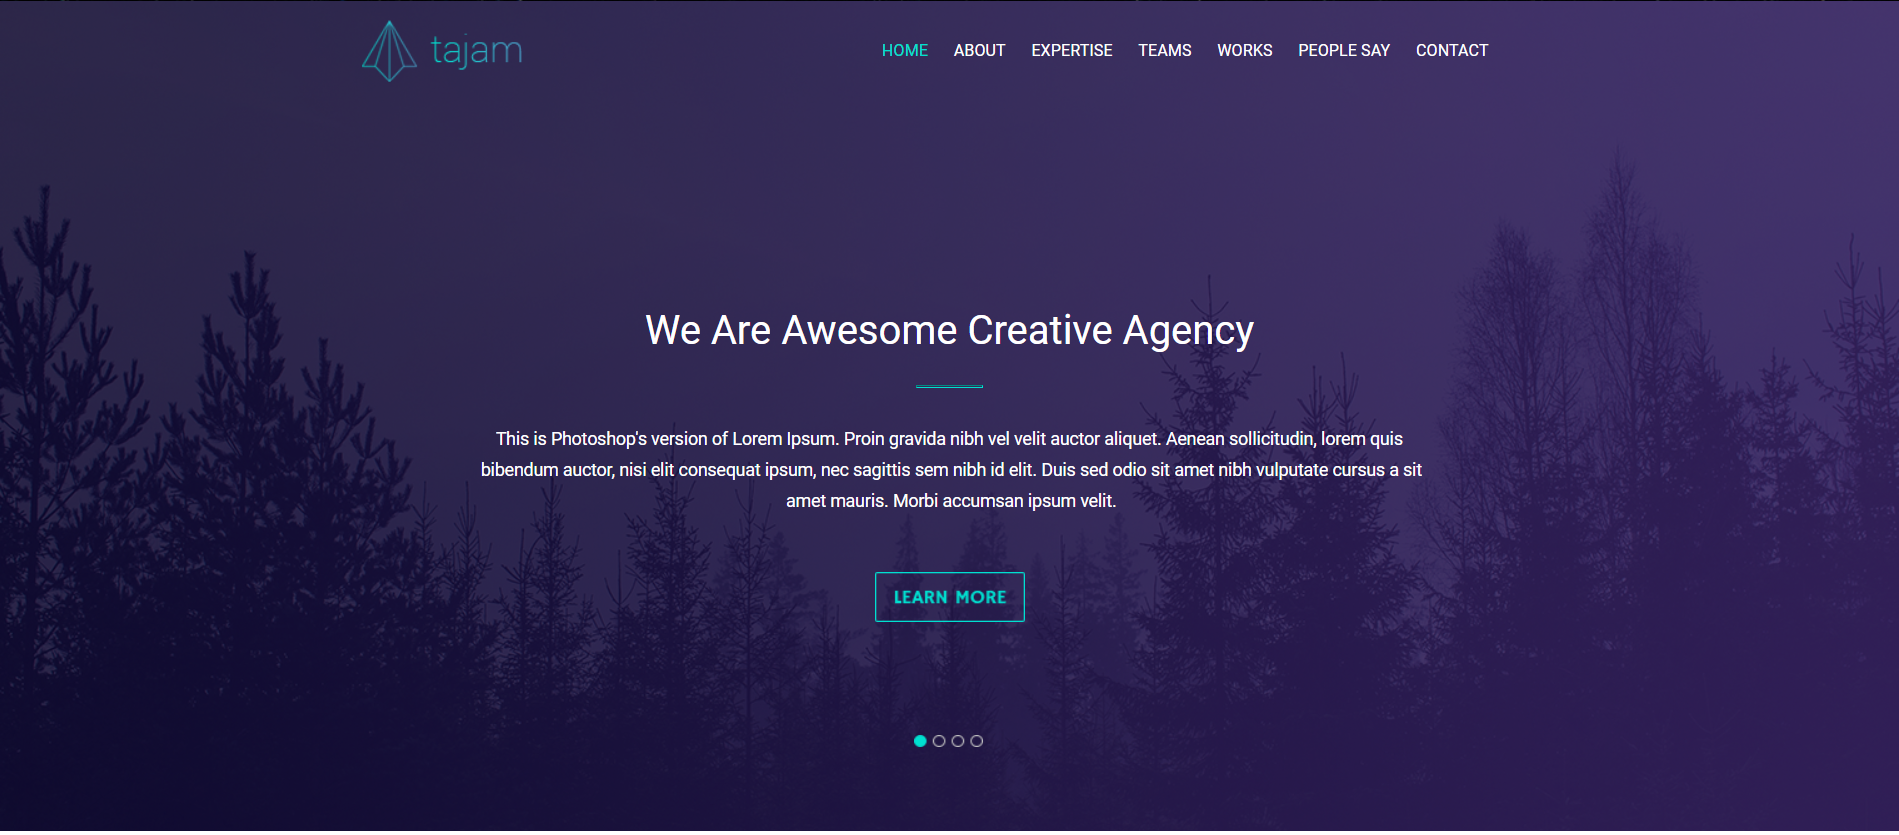 tajam
HOME ABOUT EXPERTISE TEAMS WORKS PEOPLE SAY CONTACT
We Are Awesome Creative Agency
This is Photoshop's version of Lorem Ipsum. Proin gravida nibh vel velit auctor aliquet. Aenean sollicitudin, lorem quis
bibendum auctor, nisi elit consequat ipsum, nec sagittis sem nibh id elit. Duis sed odio sit amet nibh vulputate cursus a sit
amet mauris. Morbi accumsan ipsum velit.
LEARN MORE